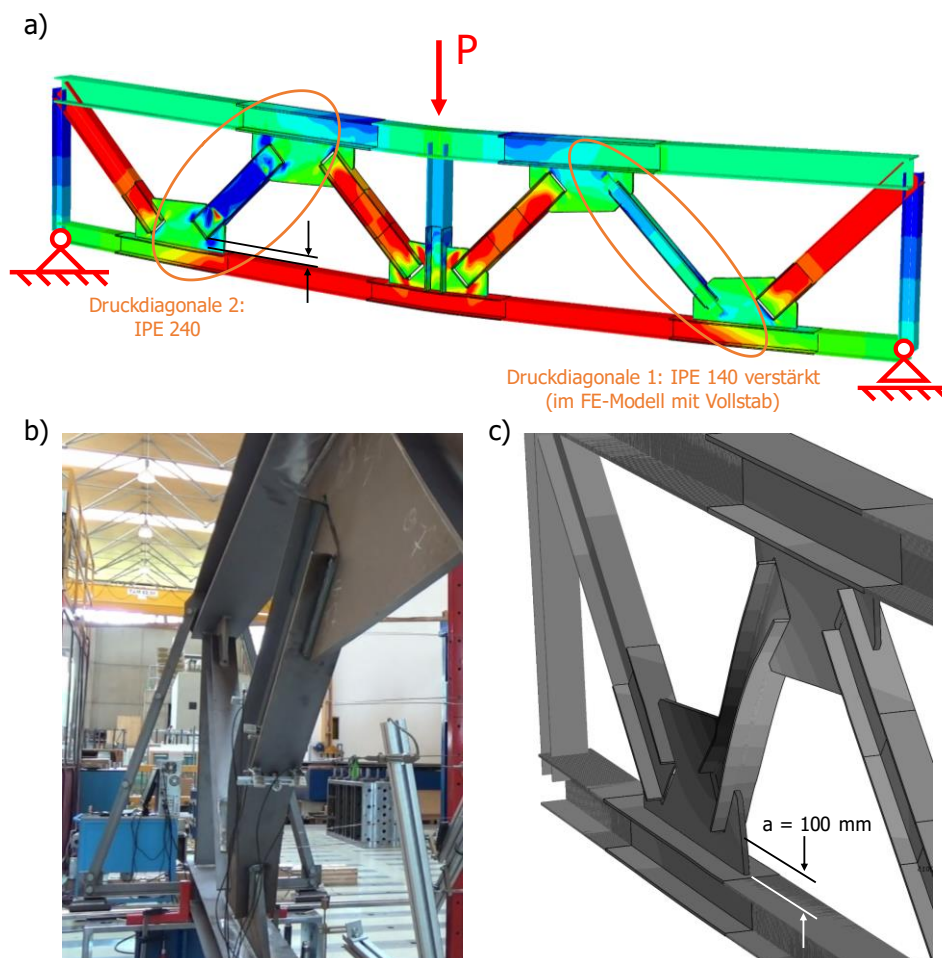 a)
P
Druckdiagonale 2:
IPE 240
Druckdiagonale 1: IPE 140 verstärkt
(im FE-Modell mit Vollstab)
b)
c)
a = 100 mm